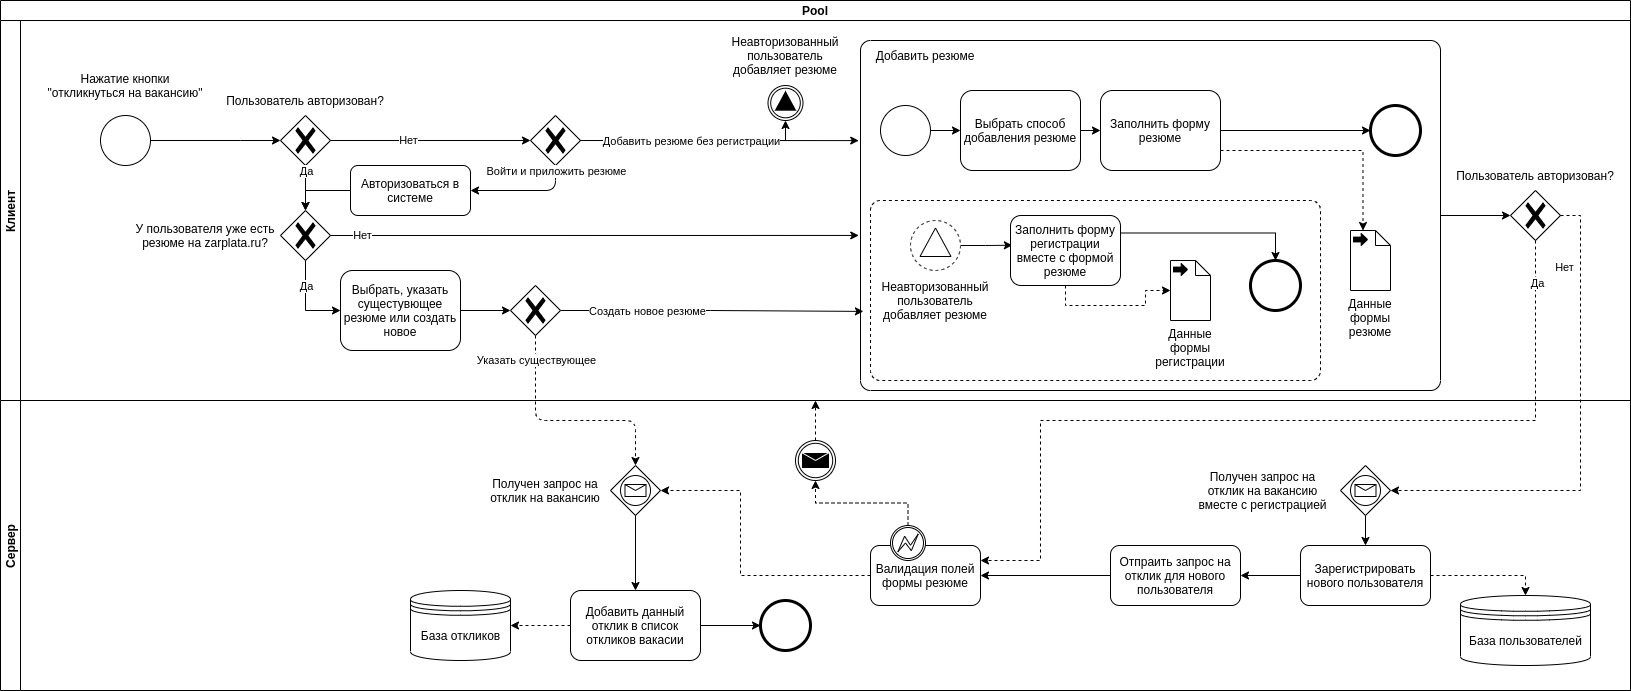 Pool
Клиент
Сервер
Нажатие кнопки
"откликнуться на вакансию"
Пользователь авторизован?
Нет
Да
Авторизоваться в
системе
Войти и приложить резюме
Добавить резюме без регистрации
Неавторизованный
пользователь
добавляет резюме
У пользователя уже есть
резюме на zarplata.ru?
Нет
Да
Выбрать, указать
сущестувющее
резюме или создать
новое
Создать новое резюме
Указать существующее
Добавить резюме
Выбрать способ
добавления резюме
Заполнить форму
резюме
Неавторизованный
пользователь
добавляет резюме
Заполнить форму
регистрации
вместе с формой
резюме
Данные
формы
регистрации
Данные
формы
резюме
Пользователь авторизован?
Нет
Да
Получен запрос на
отклик на вакансию
Получен запрос на
отклик на вакансию
вместе с регистрацией
Валидация полей
формы резюме
Отпраить запрос на
отклик для нового
пользователя
Зарегистрировать
нового пользователя
База откликов
Добавить данный
отклик в список
откликов вакасии
База пользователей